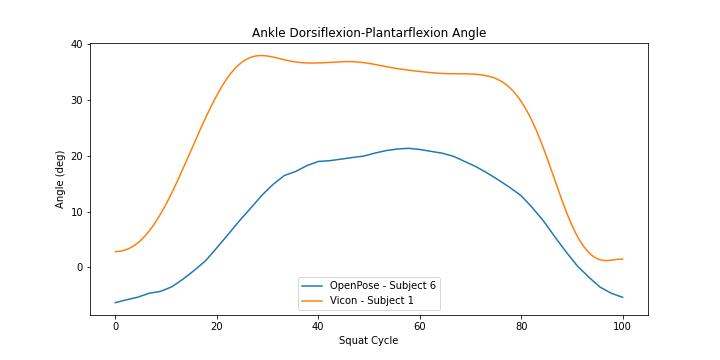 Ankle Dorsiflexion-Plantarflexion Angle
40
30
20
10
0
Angle (deg)
OpenPose - Subject 6
Vicon - Subject 1
0 20 40 60 80 100
Squat Cycle